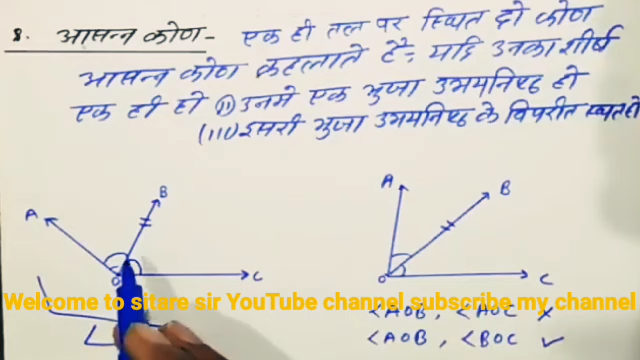 8. आसन्न कोण - एक ही तल पर स्थित दो कोण
आसन्न कोण कहलाते है; यदि उनका शीर्ष
एक ही हो (ii) उनमे एक भुजा उभयनिष्ठ हो
(iii) दूसरी भुजा उभयनिष्ठ के विपरीत स्थित हो
A B O C
A B O C
Welcome to sitare sir YouTube channel subscribe my channel
∠AOB, ∠AOC ×
∠AOB, ∠BOC ✓